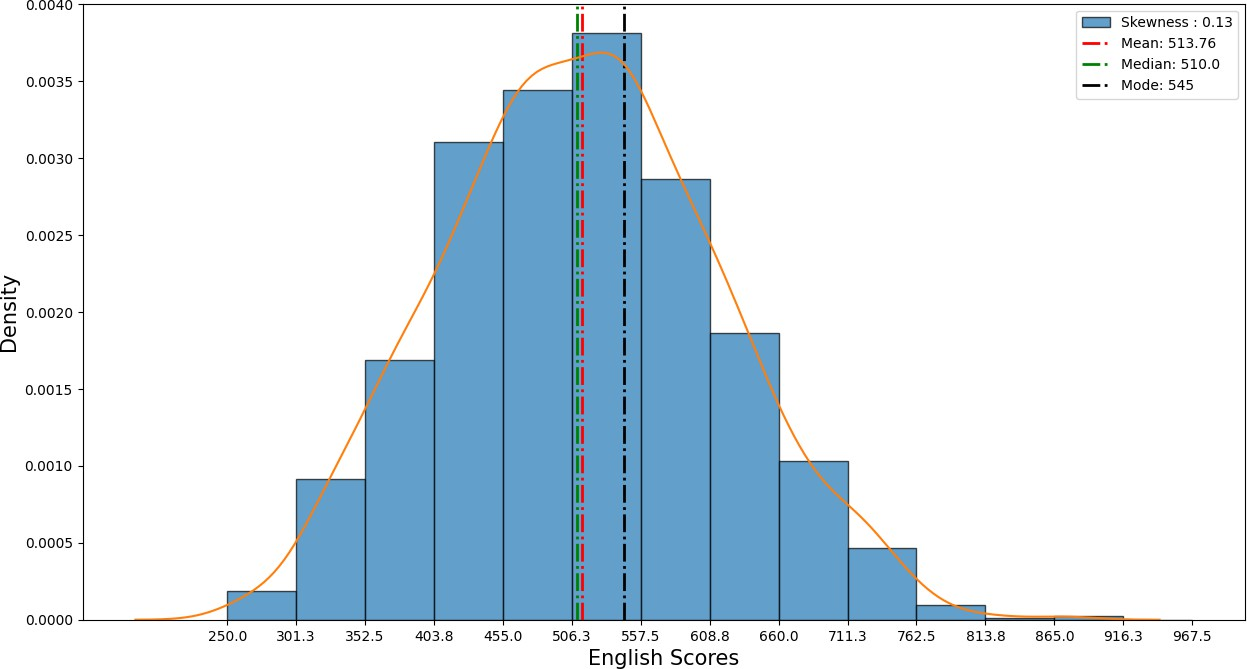 0.0040
0.0035
0.0030
0.0025
0.0020
0.0015
0.0010
0.0005
0.0000
Density
Skewness : 0.13
Mean: 513.76
Median: 510.0
Mode: 545
250.0 301.3 352.5 403.8 455.0 506.3 557.5 608.8 660.0 711.3 762.5 813.8 865.0 916.3 967.5
English Scores